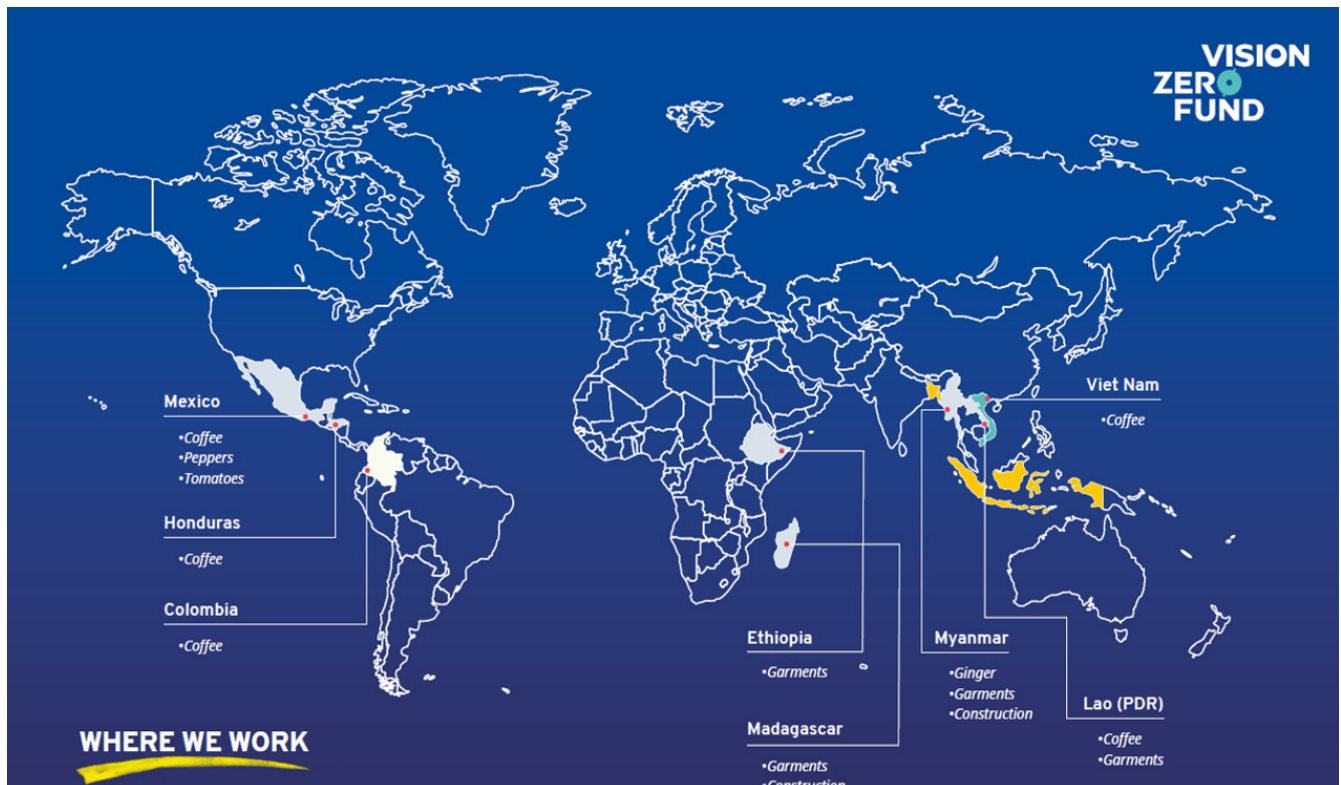 VISION
ZERO
FUND
Mexico
•Coffee
•Peppers
•Tomatoes
Honduras
•Coffee
Colombia
•Coffee
Viet Nam
•Coffee
Ethiopia
•Garments
Madagascar
•Garments
•Construction
Myanmar
•Ginger
•Garments
•Construction
Lao (PDR)
•Coffee
•Garments
WHERE WE WORK